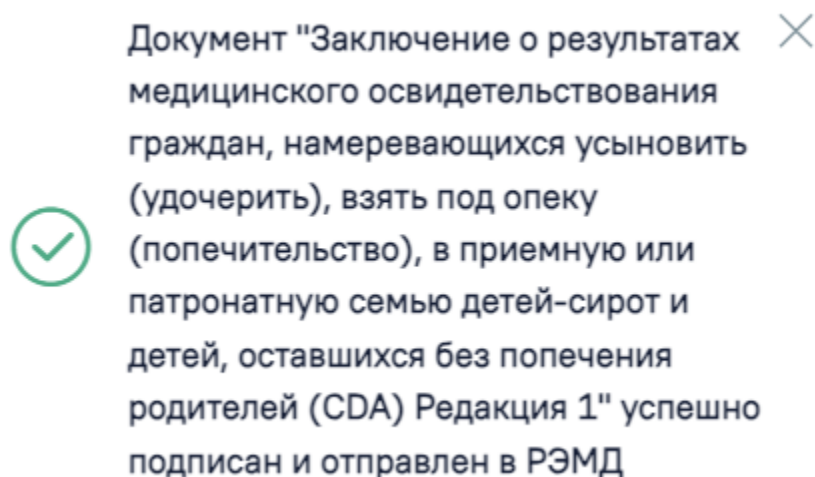 Документ "Заключение о результатах
медицинского освидетельствования
граждан, намеревающихся усыновить
(удочерить), взять под опеку
(попечительство), в приемную или
патронатную семью детей-сирот и
детей, оставшихся без попечения
родителей (CDA) Редакция 1" успешно
подписан и отправлен в РЭМД